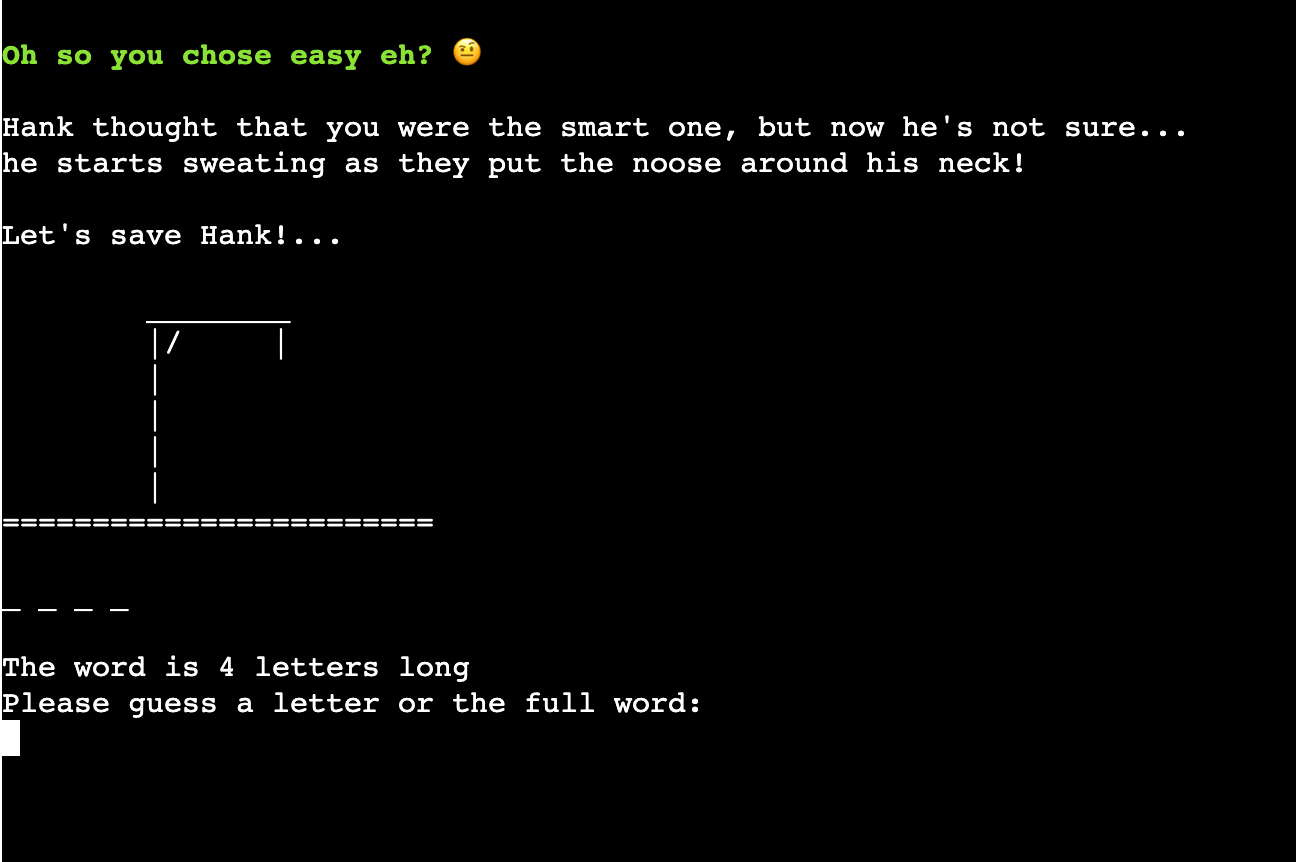 Oh so you chose easy eh? 🤨
Hank thought that you were the smart one, but now he's not sure...
he starts sweating as they put the noose around his neck!
Let's save Hank!...
________
|/     |
|
|
|
|
========================
_ _ _ _
The word is 4 letters long
Please guess a letter or the full word: